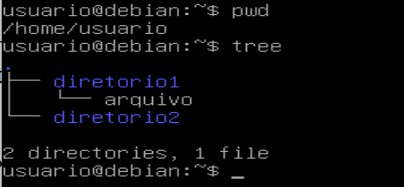 usuario@debian:~$ pwd
/home/usuario
usuario@debian:~$ tree
.
├── diretorio1
│   └── arquivo
└── diretorio2
2 directories, 1 file
usuario@debian:~$ _